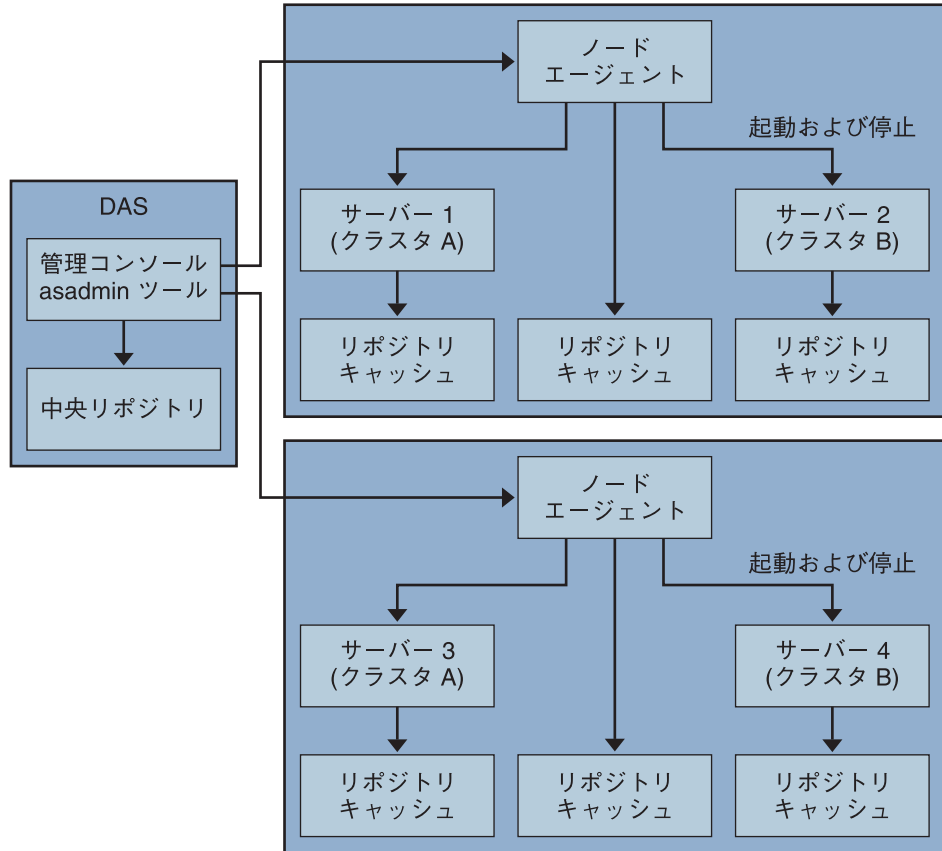 DAS
管理コンソール
asadmin ツール
中央リポジトリ
ノード
エージェント
起動および停止
サーバー 1
(クラスタ A)
サーバー 2
(クラスタ B)
リポジトリ
キャッシュ
リポジトリ
キャッシュ
リポジトリ
キャッシュ
ノード
エージェント
起動および停止
サーバー 3
(クラスタ A)
サーバー 4
(クラスタ B)
リポジトリ
キャッシュ
リポジトリ
キャッシュ
リポジトリ
キャッシュ